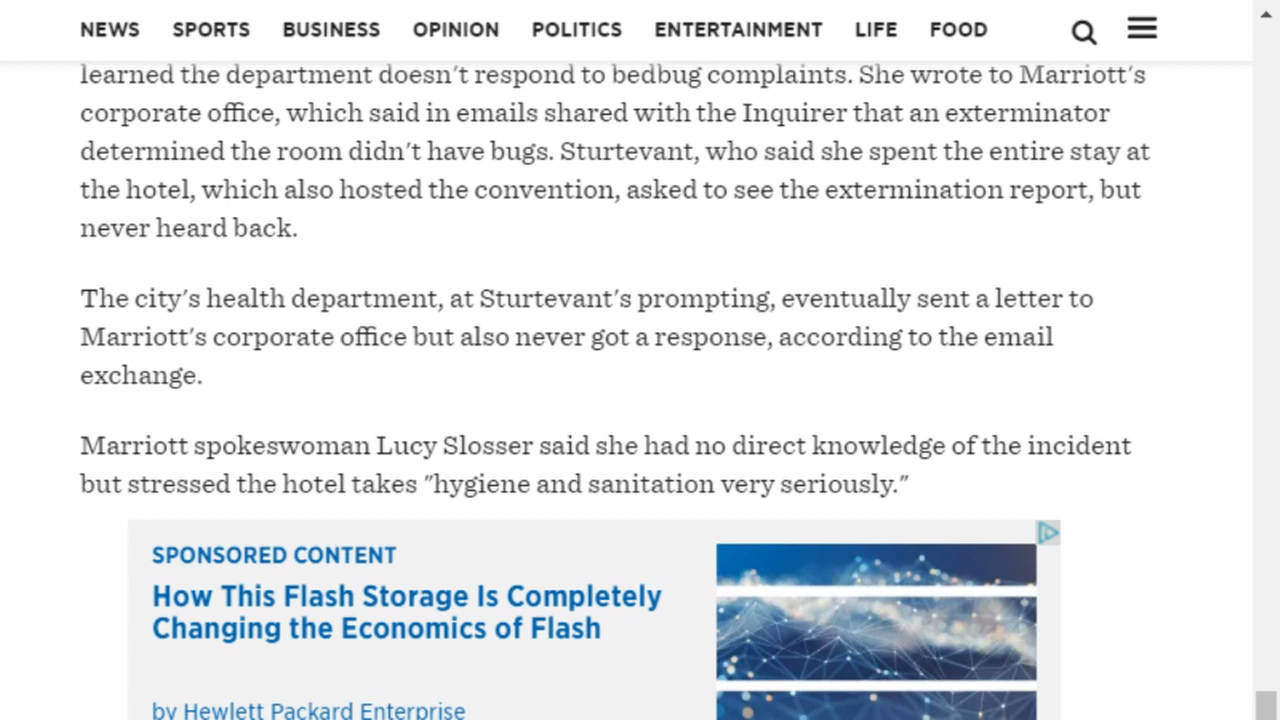 NEWS SPORTS BUSINESS OPINION POLITICS ENTERTAINMENT LIFE FOOD
learned the department doesn't respond to bedbug complaints. She wrote to Marriott's
corporate office, which said in emails shared with the Inquirer that an exterminator
determined the room didn't have bugs. Sturtevant, who said she spent the entire stay at
the hotel, which also hosted the convention, asked to see the extermination report, but
never heard back.
The city's health department, at Sturtevant's prompting, eventually sent a letter to
Marriott's corporate office but also never got a response, according to the email
exchange.
Marriott spokeswoman Lucy Slosser said she had no direct knowledge of the incident
but stressed the hotel takes "hygiene and sanitation very seriously."
SPONSORED CONTENT
How This Flash Storage Is Completely
Changing the Economics of Flash
by Hewlett Packard Enterprise